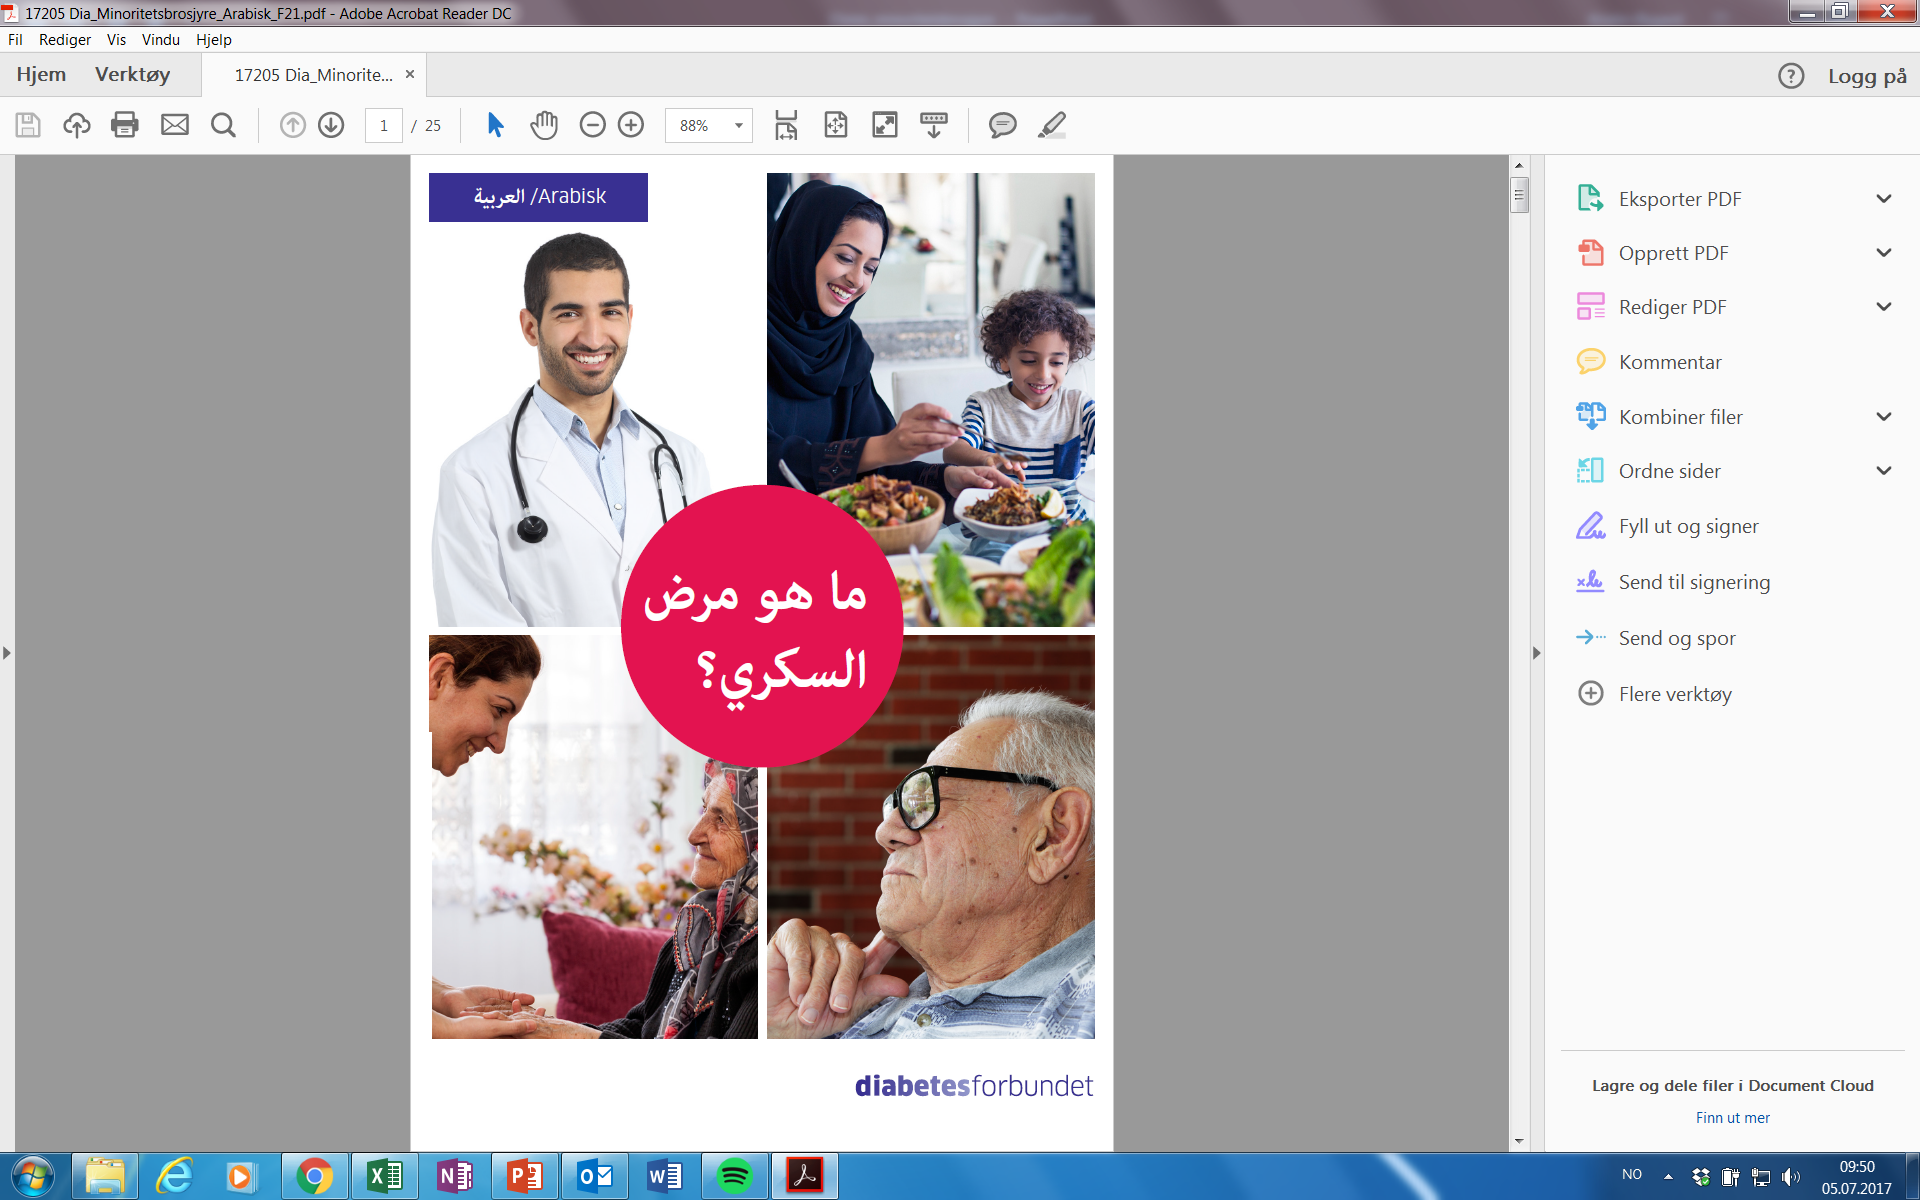 17205 Dia_Minoritetsbrosjyre_Arabisk_F21.pdf - Adobe Acrobat Reader DC
Fil Rediger Vis Vindu Hjelp
Hjem Verktøy 17205 Dia_Minorite... × Logg på
1 / 25 88%
العربية /Arabisk
ما هو مرض
السكري؟
diabetesforbundet
Eksporter PDF
Opprett PDF
Rediger PDF
Kommentar
Kombiner filer
Ordne sider
Fyll ut og signer
Send til signering
Send og spor
Flere verktøy
Lagre og dele filer i Document Cloud
Finn ut mer
NO 09:50
05.07.2017